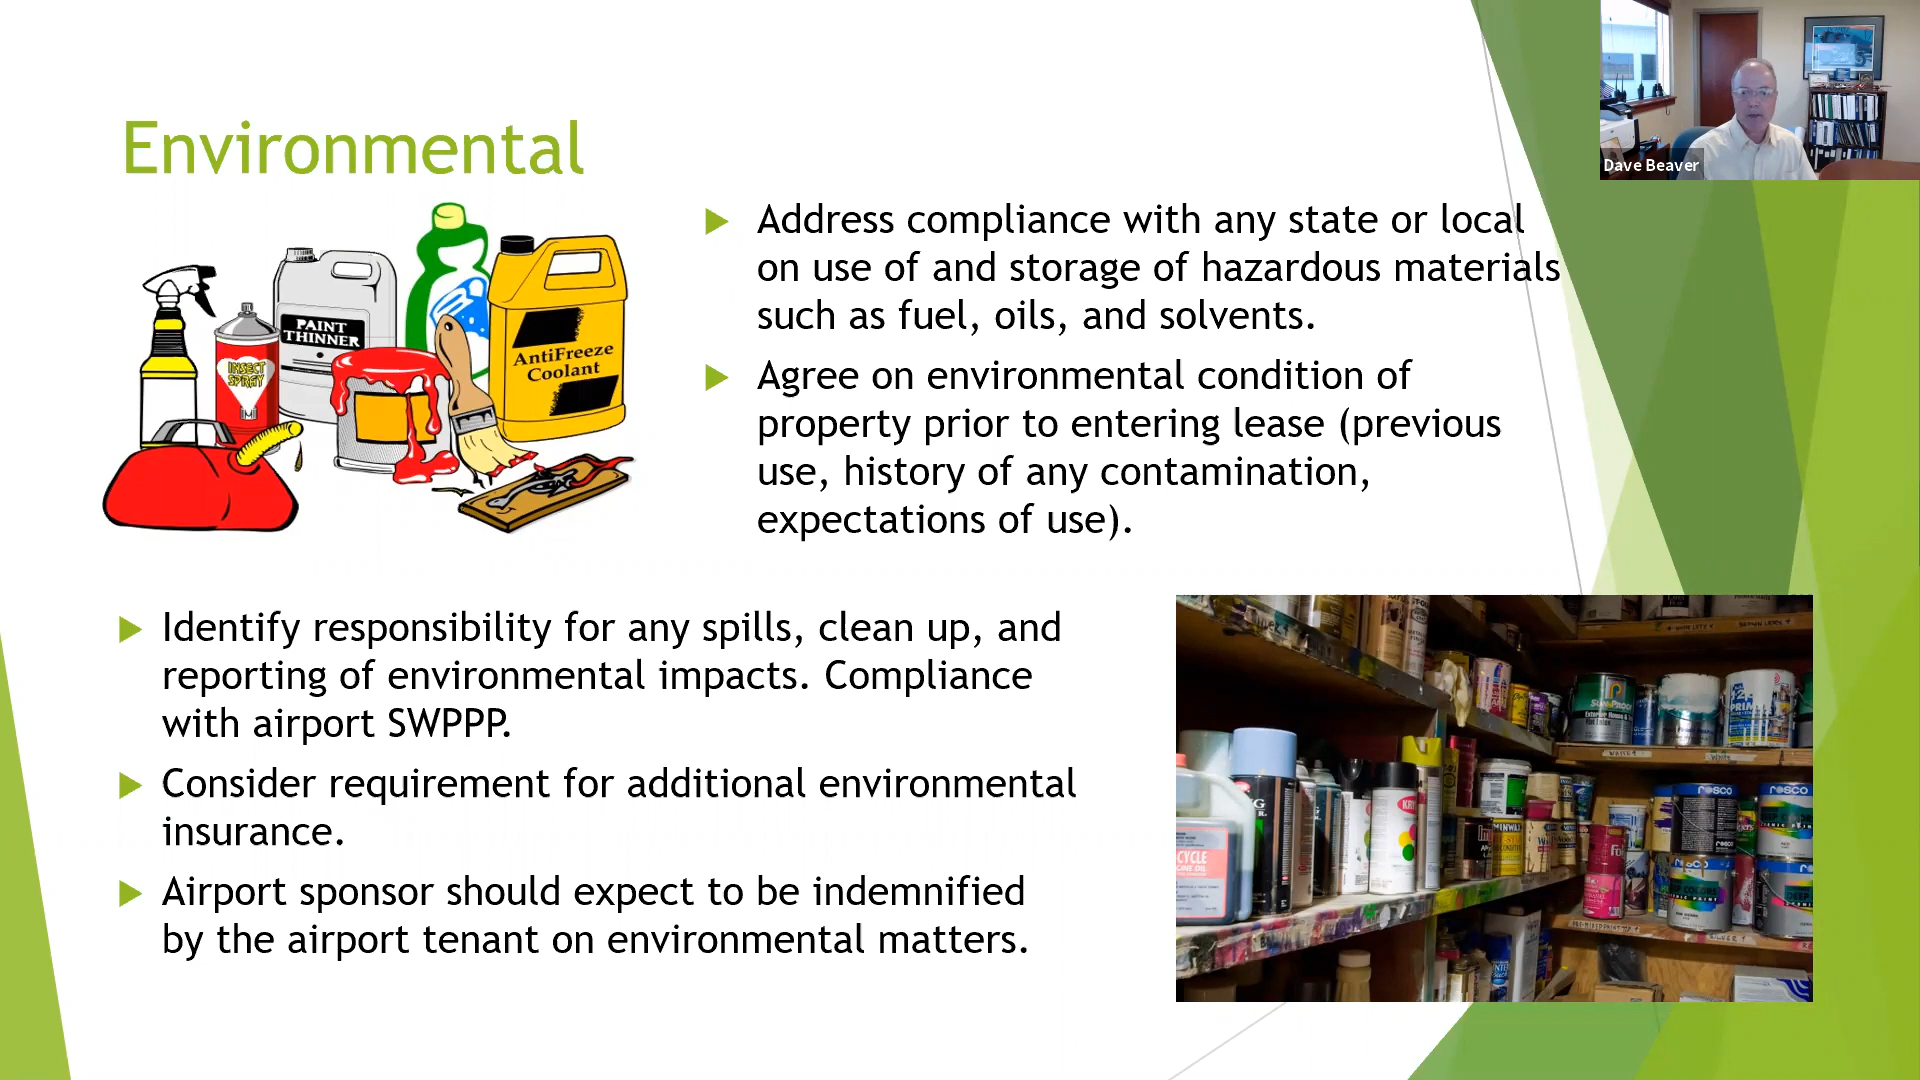 Dave Beaver
Environmental
PAINT
THINNER
INSECT
SPRAY
AntiFreeze
Coolant
Address compliance with any state or local
on use of and storage of hazardous materials
such as fuel, oils, and solvents.
Agree on environmental condition of
property prior to entering lease (previous
use, history of any contamination,
expectations of use).
Identify responsibility for any spills, clean up, and
reporting of environmental impacts. Compliance
with airport SWPPP.
Consider requirement for additional environmental
insurance.
Airport sponsor should expect to be indemnified
by the airport tenant on environmental matters.
MINWAX
rosco
rosco